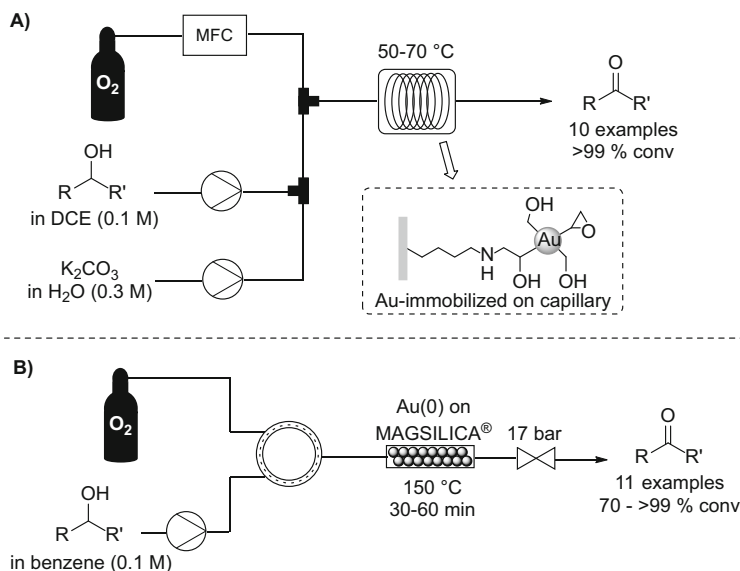 A)
MFC
O2
50-70 °C
O
R R'
10 examples
>99 % conv
OH
R R'
in DCE (0.1 M)
K2CO3
in H2O (0.3 M)
OH
Au
O
N
H
OH
OH
Au-immobilized on capillary
B)
O2
Au(0) on
MAGSILICA®
17 bar
150 °C
30-60 min
O
R R'
11 examples
70 - >99 % conv
OH
R R'
in benzene (0.1 M)